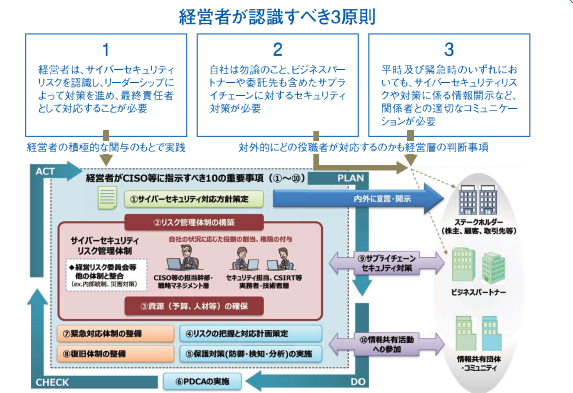 経営者が認識すべき3原則
1
経営者は、サイバーセキュリティ
リスクを認識し、リーダーシップに
よって対策を進め、最終責任者
として対応することが必要
2
自社は勿論のこと、ビジネスパ
ートナーや委託先も含めたサプラ
イチェーンに対するセキュリティ
対策が必要
3
平時及び緊急時のいずれにお
いても、サイバーセキュリティリス
クや対策に係る情報開示など、
関係者との適切なコミュニケー
ションが必要
経営者の積極的な関与のもとで実践
対外的にどの役職者が対応するのかも経営層の判断事項
ACT
経営者がCISO等に指示すべき10の重要事項（①～⑩）
PLAN
①サイバーセキュリティ対応方針策定
内外に宣言・開示
②リスク管理体制の構築
サイバーセキュリティ
リスク管理体制
◆経営リスク委員会等
他の体制と整合
（ex.内部統制、災害対策）
自社の状況に応じた役割の割当、権限の付与
CISO等の担当幹部・
戦略マネジメント層
セキュリティ担当、CSIRT等
実務者・技術者層
③資源（予算、人材等）の確保
⑦緊急対応体制の整備
④リスクの把握と対応計画策定
⑧復旧体制の整備
⑤保護対策(防御・検知・分析)の実施
CHECK
⑥PDCAの実施
DO
⑨サプライチェーン
セキュリティ対策
⑩情報共有活動
への参加
ステークホルダー
（株主、顧客、取引先等）
ビジネスパートナー
情報共有団体
・コミュニティ